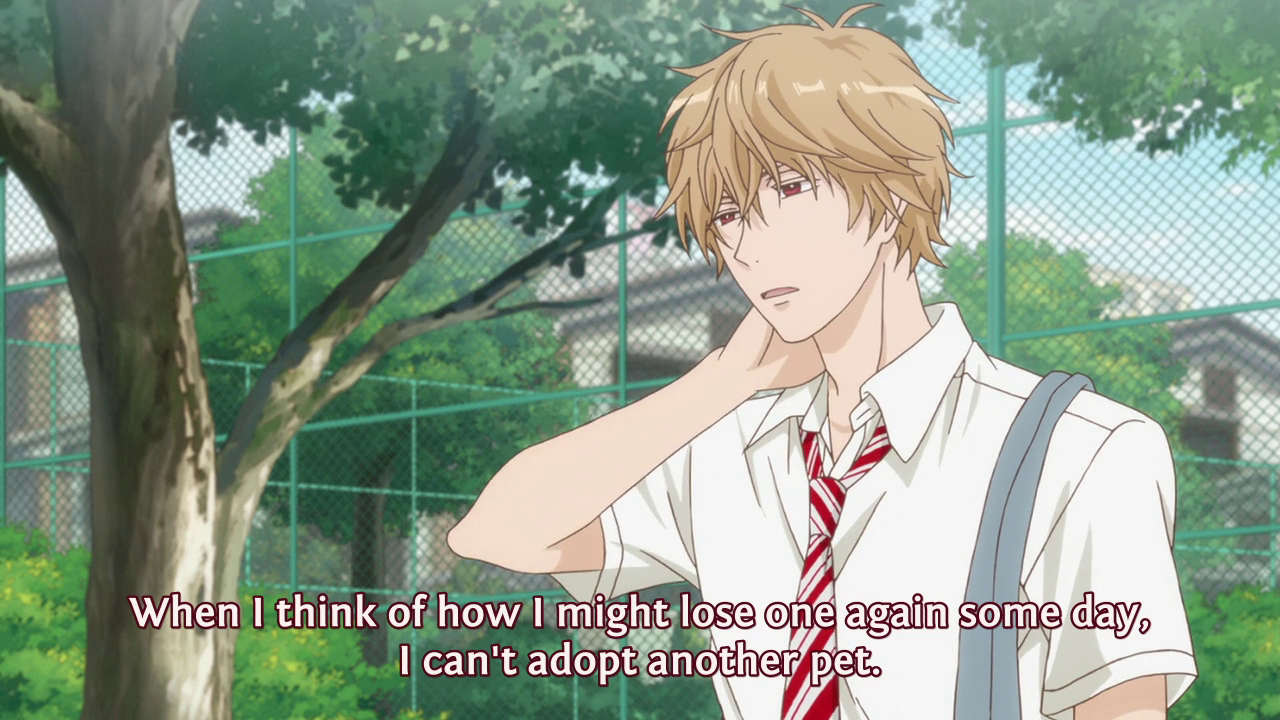 When I think of how I might lose one again some day,
I can't adopt another pet.